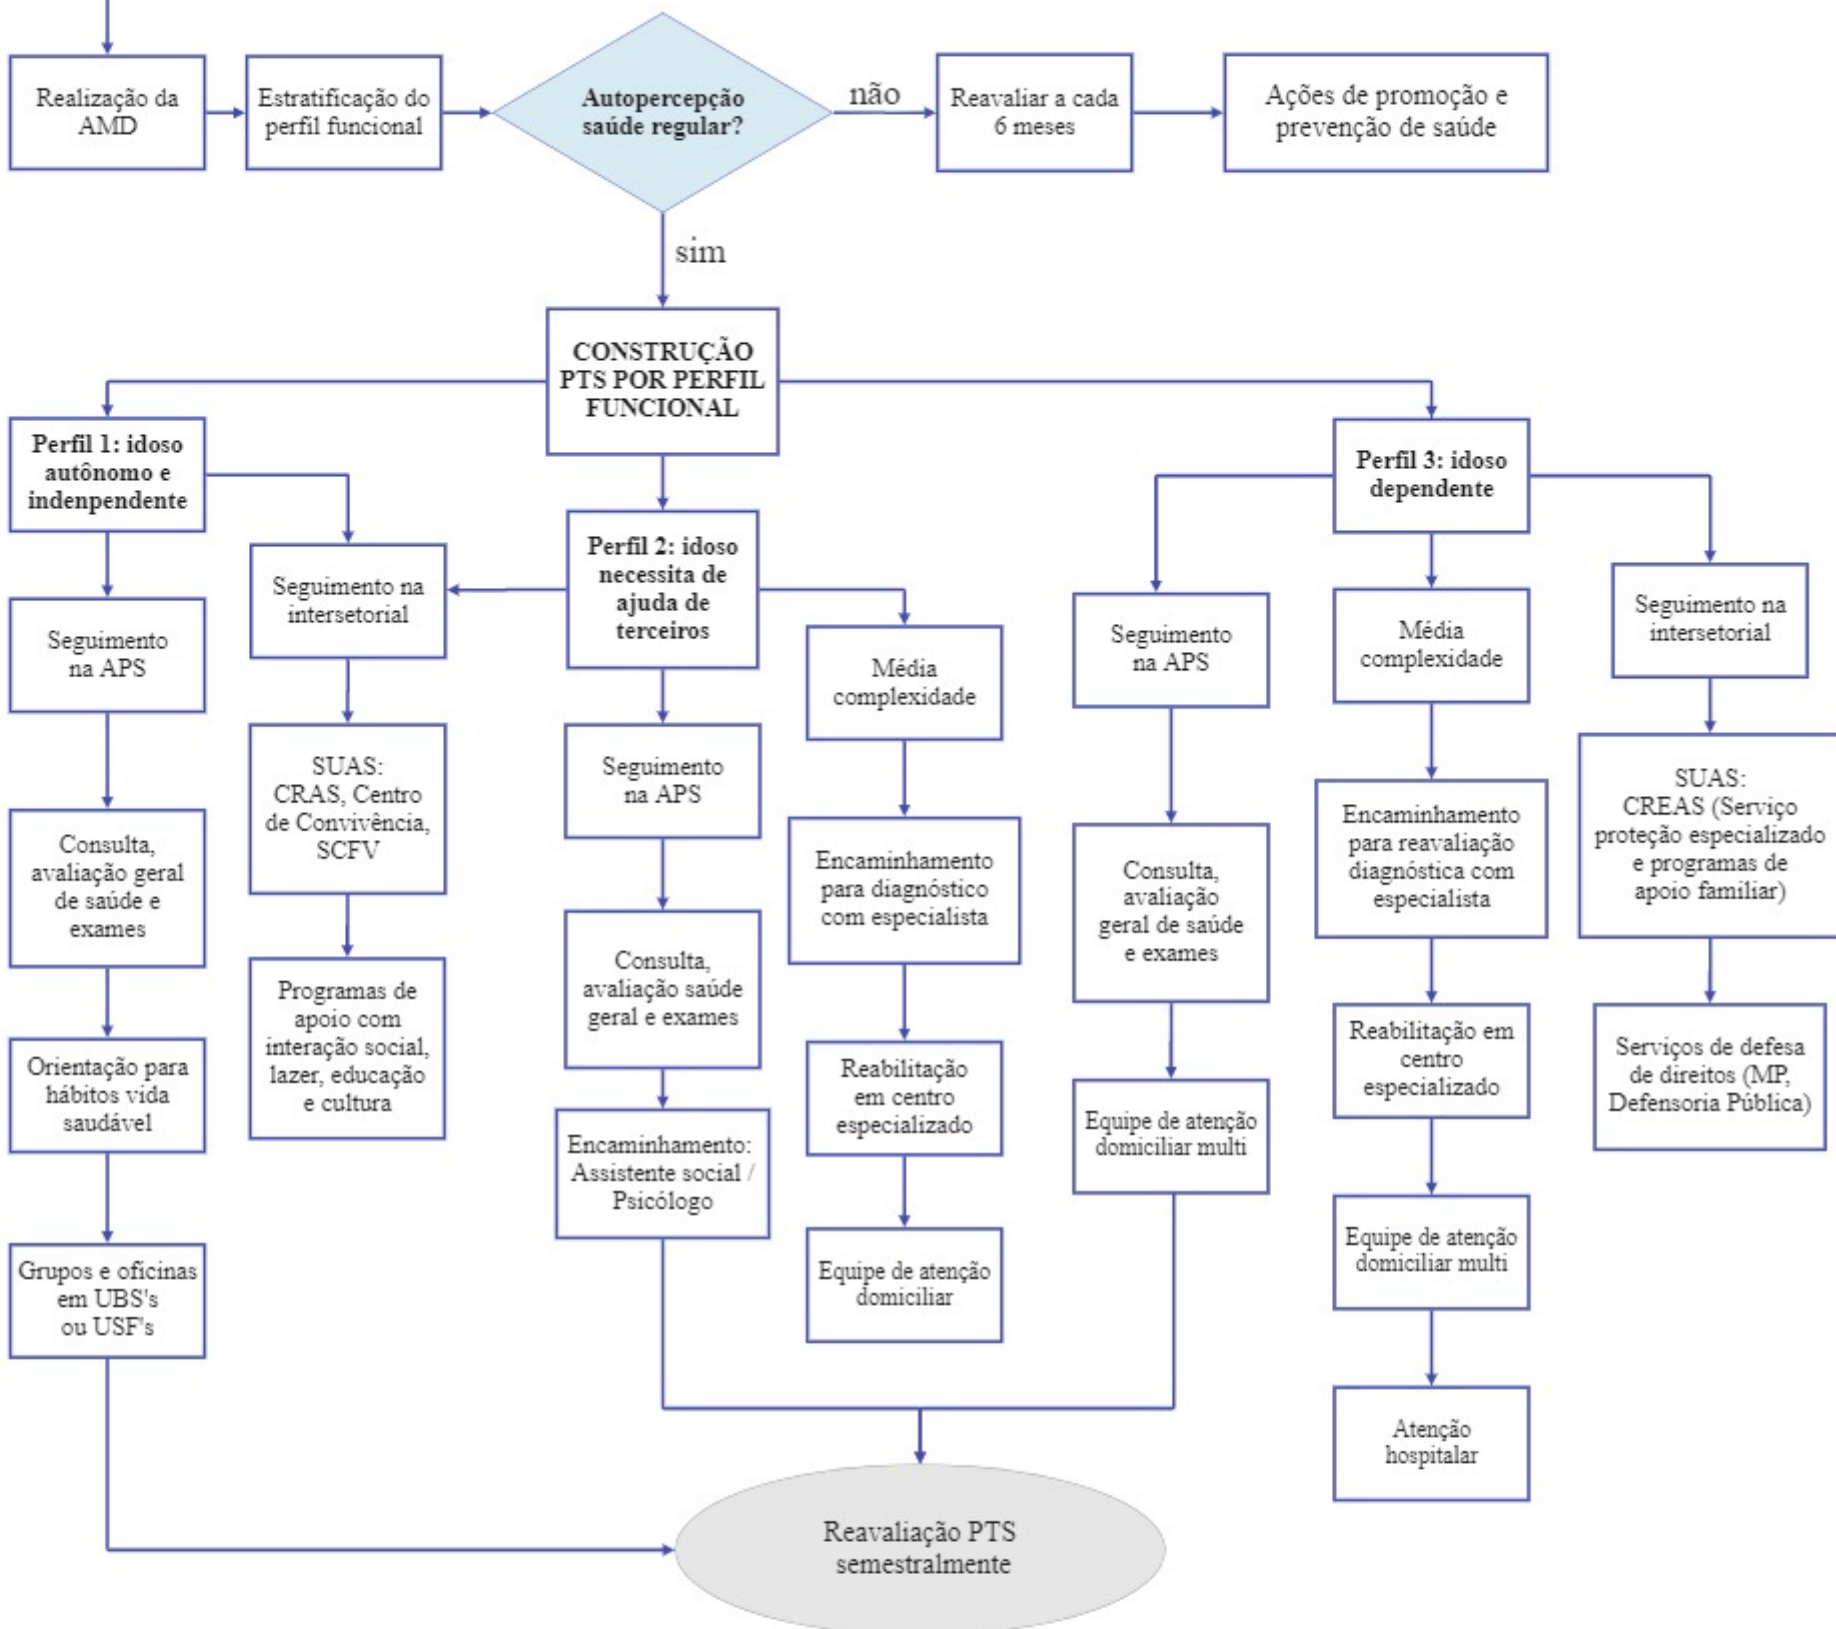 Realização da
AMD
Estratificação do
perfil funcional
Autopercepção
saúde regular?
não
Reavaliar a cada
6 meses
Ações de promoção e
prevenção de saúde
sim
CONSTRUÇÃO
PTS POR PERFIL
FUNCIONAL
Perfil 1: idoso
autônomo e
indenpendente
Seguimento
na APS
Consulta,
avaliação geral
de saúde e
exames
Orientação para
hábitos vida
saudável
Grupos e oficinas
em UBS's
ou USF's
Seguimento na
intersetorial
SUAS:
CRAS, Centro
de Convivência,
SCFV
Programas de
apoio com
interação social,
lazer, educação
e cultura
Perfil 2: idoso
necessita de
ajuda de
terceiros
Seguimento
na APS
Consulta,
avaliação saúde
geral e exames
Encaminhamento:
Assistente social /
Psicólogo
Média
complexidade
Encaminhamento
para diagnóstico
com especialista
Reabilitação
em centro
especializado
Equipe de atenção
domiciliar
Perfil 3: idoso
dependente
Seguimento
na APS
Consulta,
avaliação
geral de saúde
e exames
Equipe de atenção
domiciliar multi
Média
complexidade
Encaminhamento
para reavaliação
diagnóstica com
especialista
Reabilitação em
centro
especializado
Equipe de atenção
domiciliar multi
Atenção
hospitalar
Seguimento na
intersetorial
SUAS:
CREAS (Serviço
proteção especializado
e programas de
apoio familiar)
Serviços de defesa
de direitos (MP,
Defensoria Pública)
Reavaliação PTS
semestralmente